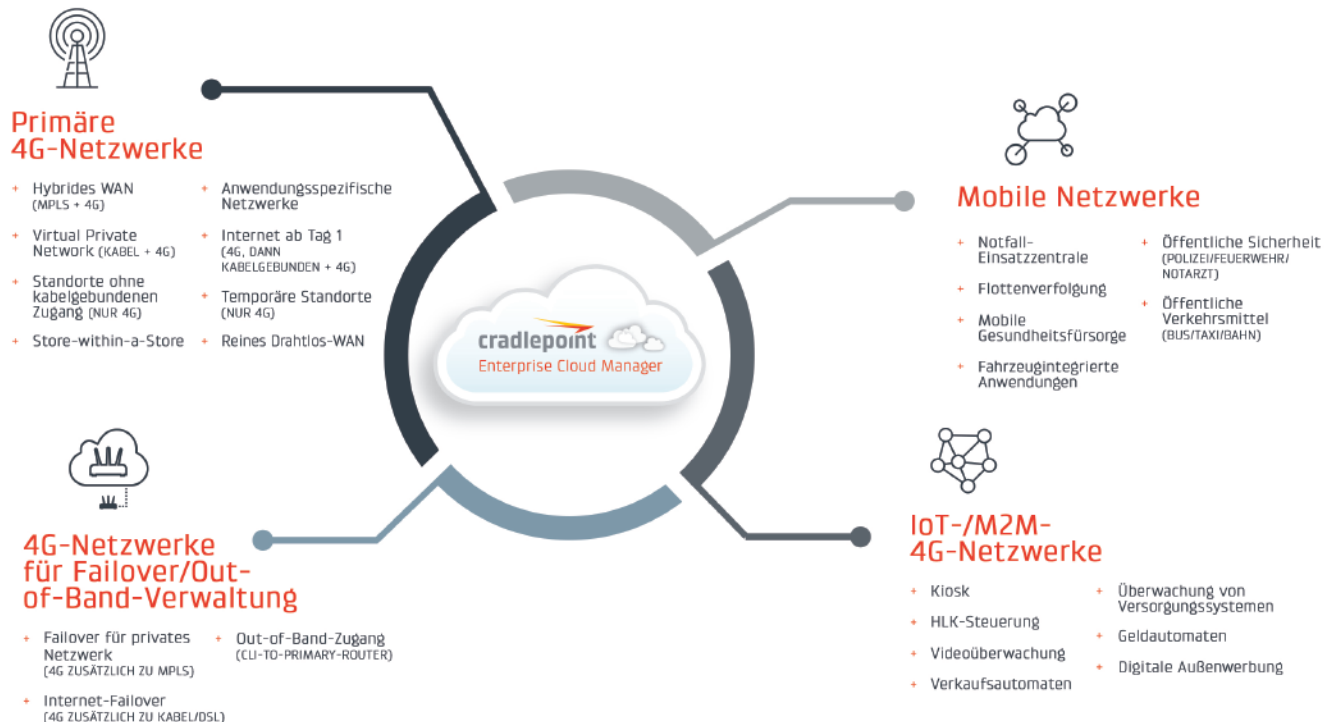 Primäre
4G-Netzwerke
+ Hybrides WAN
(MPLS + 4G)
+ Virtual Private
Network (KABEL + 4G)
+ Standorte ohne
kabelgebundenen
Zugang (NUR 4G)
+ Store-within-a-Store
+ Anwendungsspezifische
Netzwerke
+ Internet ab Tag 1
(4G, DANN
KABELGEBUNDEN + 4G)
+ Temporäre Standorte
(NUR 4G)
+ Reines Drahtlos-WAN
Mobile Netzwerke
+ Notfall-
Einsatzzentrale
+ Flottenverfolgung
+ Mobile
Gesundheitsfürsorge
+ Fahrzeugintegrierte
Anwendungen
+ Öffentliche Sicherheit
(POLIZEI/FEUERWEHR/
NOTARZT)
+ Öffentliche
Verkehrsmittel
(BUS/TAXI/BAHN)
cradlepoint
Enterprise Cloud Manager
4G-Netzwerke
für Failover/Out-
of-Band-Verwaltung
+ Failover für privates
Netzwerk
(4G ZUSÄTZLICH ZU MPLS)
+ Internet-Failover
(4G ZUSÄTZLICH ZU KABEL/DSL)
+ Out-of-Band-Zugang
(CLI-TO-PRIMARY-ROUTER)
IoT-/M2M-
4G-Netzwerke
+ Kiosk
+ HLK-Steuerung
+ Videoüberwachung
+ Verkaufsautomaten
+ Überwachung von
Versorgungssystemen
+ Geldautomaten
+ Digitale Außenwerbung